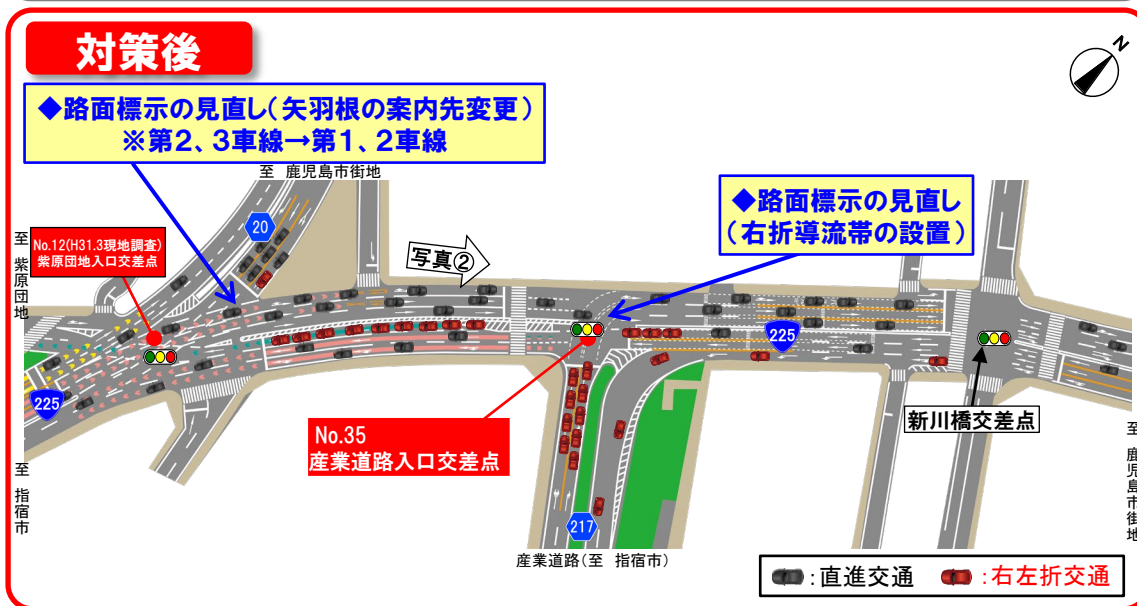 対策後
N
◆路面標示の見直し(矢羽根の案内先変更)
※第2、3車線→第1、2車線
至 鹿児島市街地
◆路面標示の見直し
(右折導流帯の設置)
至 紫原団地
No.12(H31.3現地調査)
紫原団地入口交差点
20
写真②
225
225
新川橋交差点
至 鹿児島市街地
No.35
産業道路入口交差点
至 指宿市
217
産業道路(至 指宿市)
:直進交通
:右左折交通